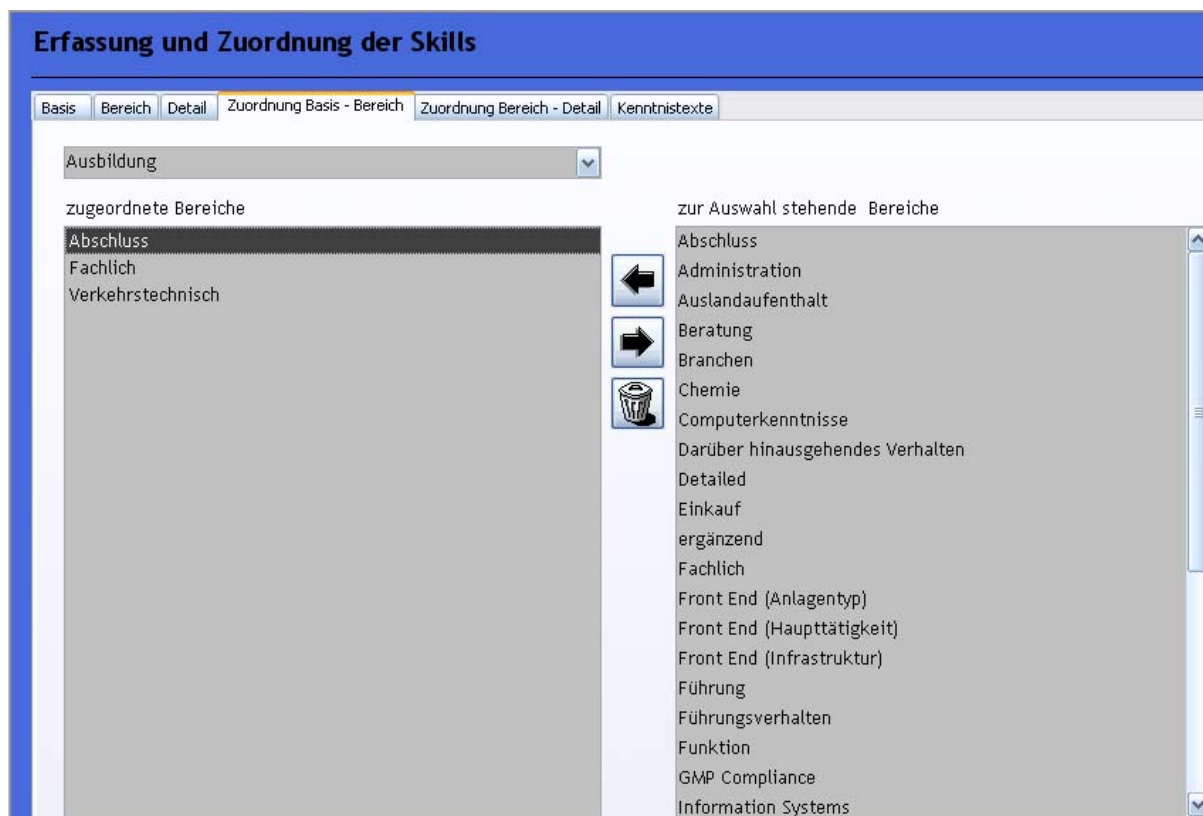 Erfassung und Zuordnung der Skills
Basis Bereich Detail Zuordnung Basis - Bereich Zuordnung Bereich - Detail Kenntnistexte
Ausbildung
zugeordnete Bereiche
Abschluss
Fachlich
Verkehrstechnisch
zur Auswahl stehende Bereiche
Abschluss
Administration
Auslandaufenthalt
Beratung
Branchen
Chemie
Computerkenntnisse
Darüber hinausgehendes Verhalten
Detailed
Einkauf
ergänzend
Fachlich
Front End (Anlagentyp)
Front End (Haupttätigkeit)
Front End (Infrastruktur)
Führung
Führungsverhalten
Funktion
GMP Compliance
Information Systems